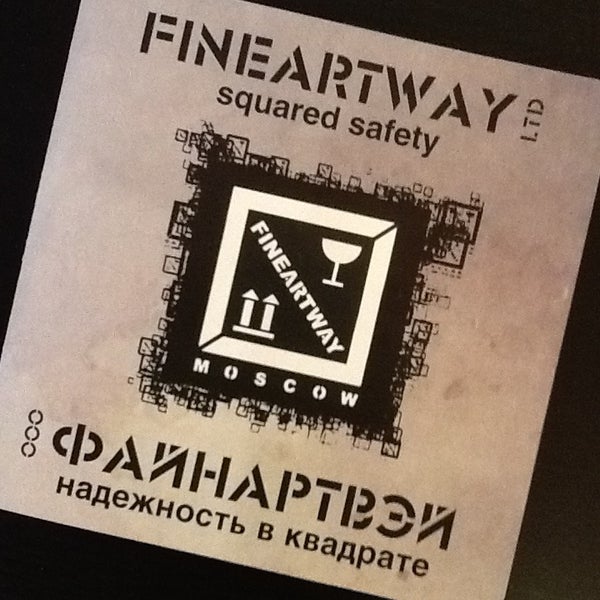 FINEARTWAY LTD
squared safety
FINEARTWAY
MOSCOW
ООО ФАЙНАРТВЭЙ
надежность в квадрате